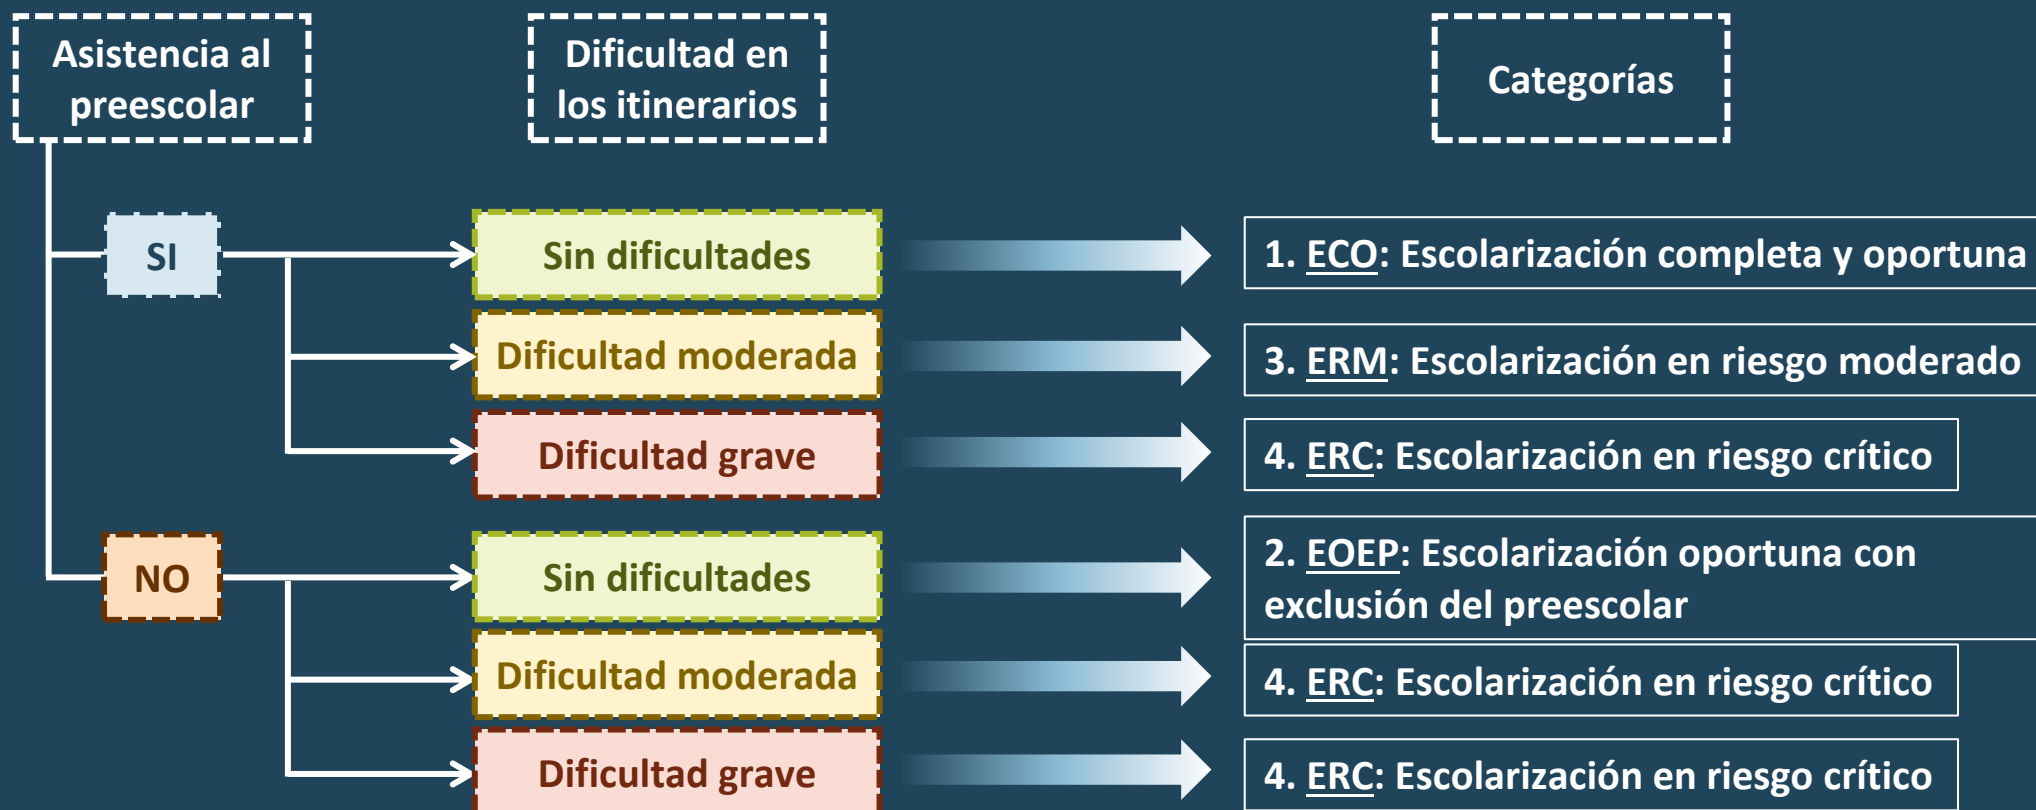 Asistencia al
preescolar
Dificultad en
los itinerarios
Categorías
SI
Sin dificultades
1. ECO: Escolarización completa y oportuna
Dificultad moderada
3. ERM: Escolarización en riesgo moderado
Dificultad grave
4. ERC: Escolarización en riesgo crítico
NO
Sin dificultades
2. EOEP: Escolarización oportuna con
exclusión del preescolar
Dificultad moderada
4. ERC: Escolarización en riesgo crítico
Dificultad grave
4. ERC: Escolarización en riesgo crítico